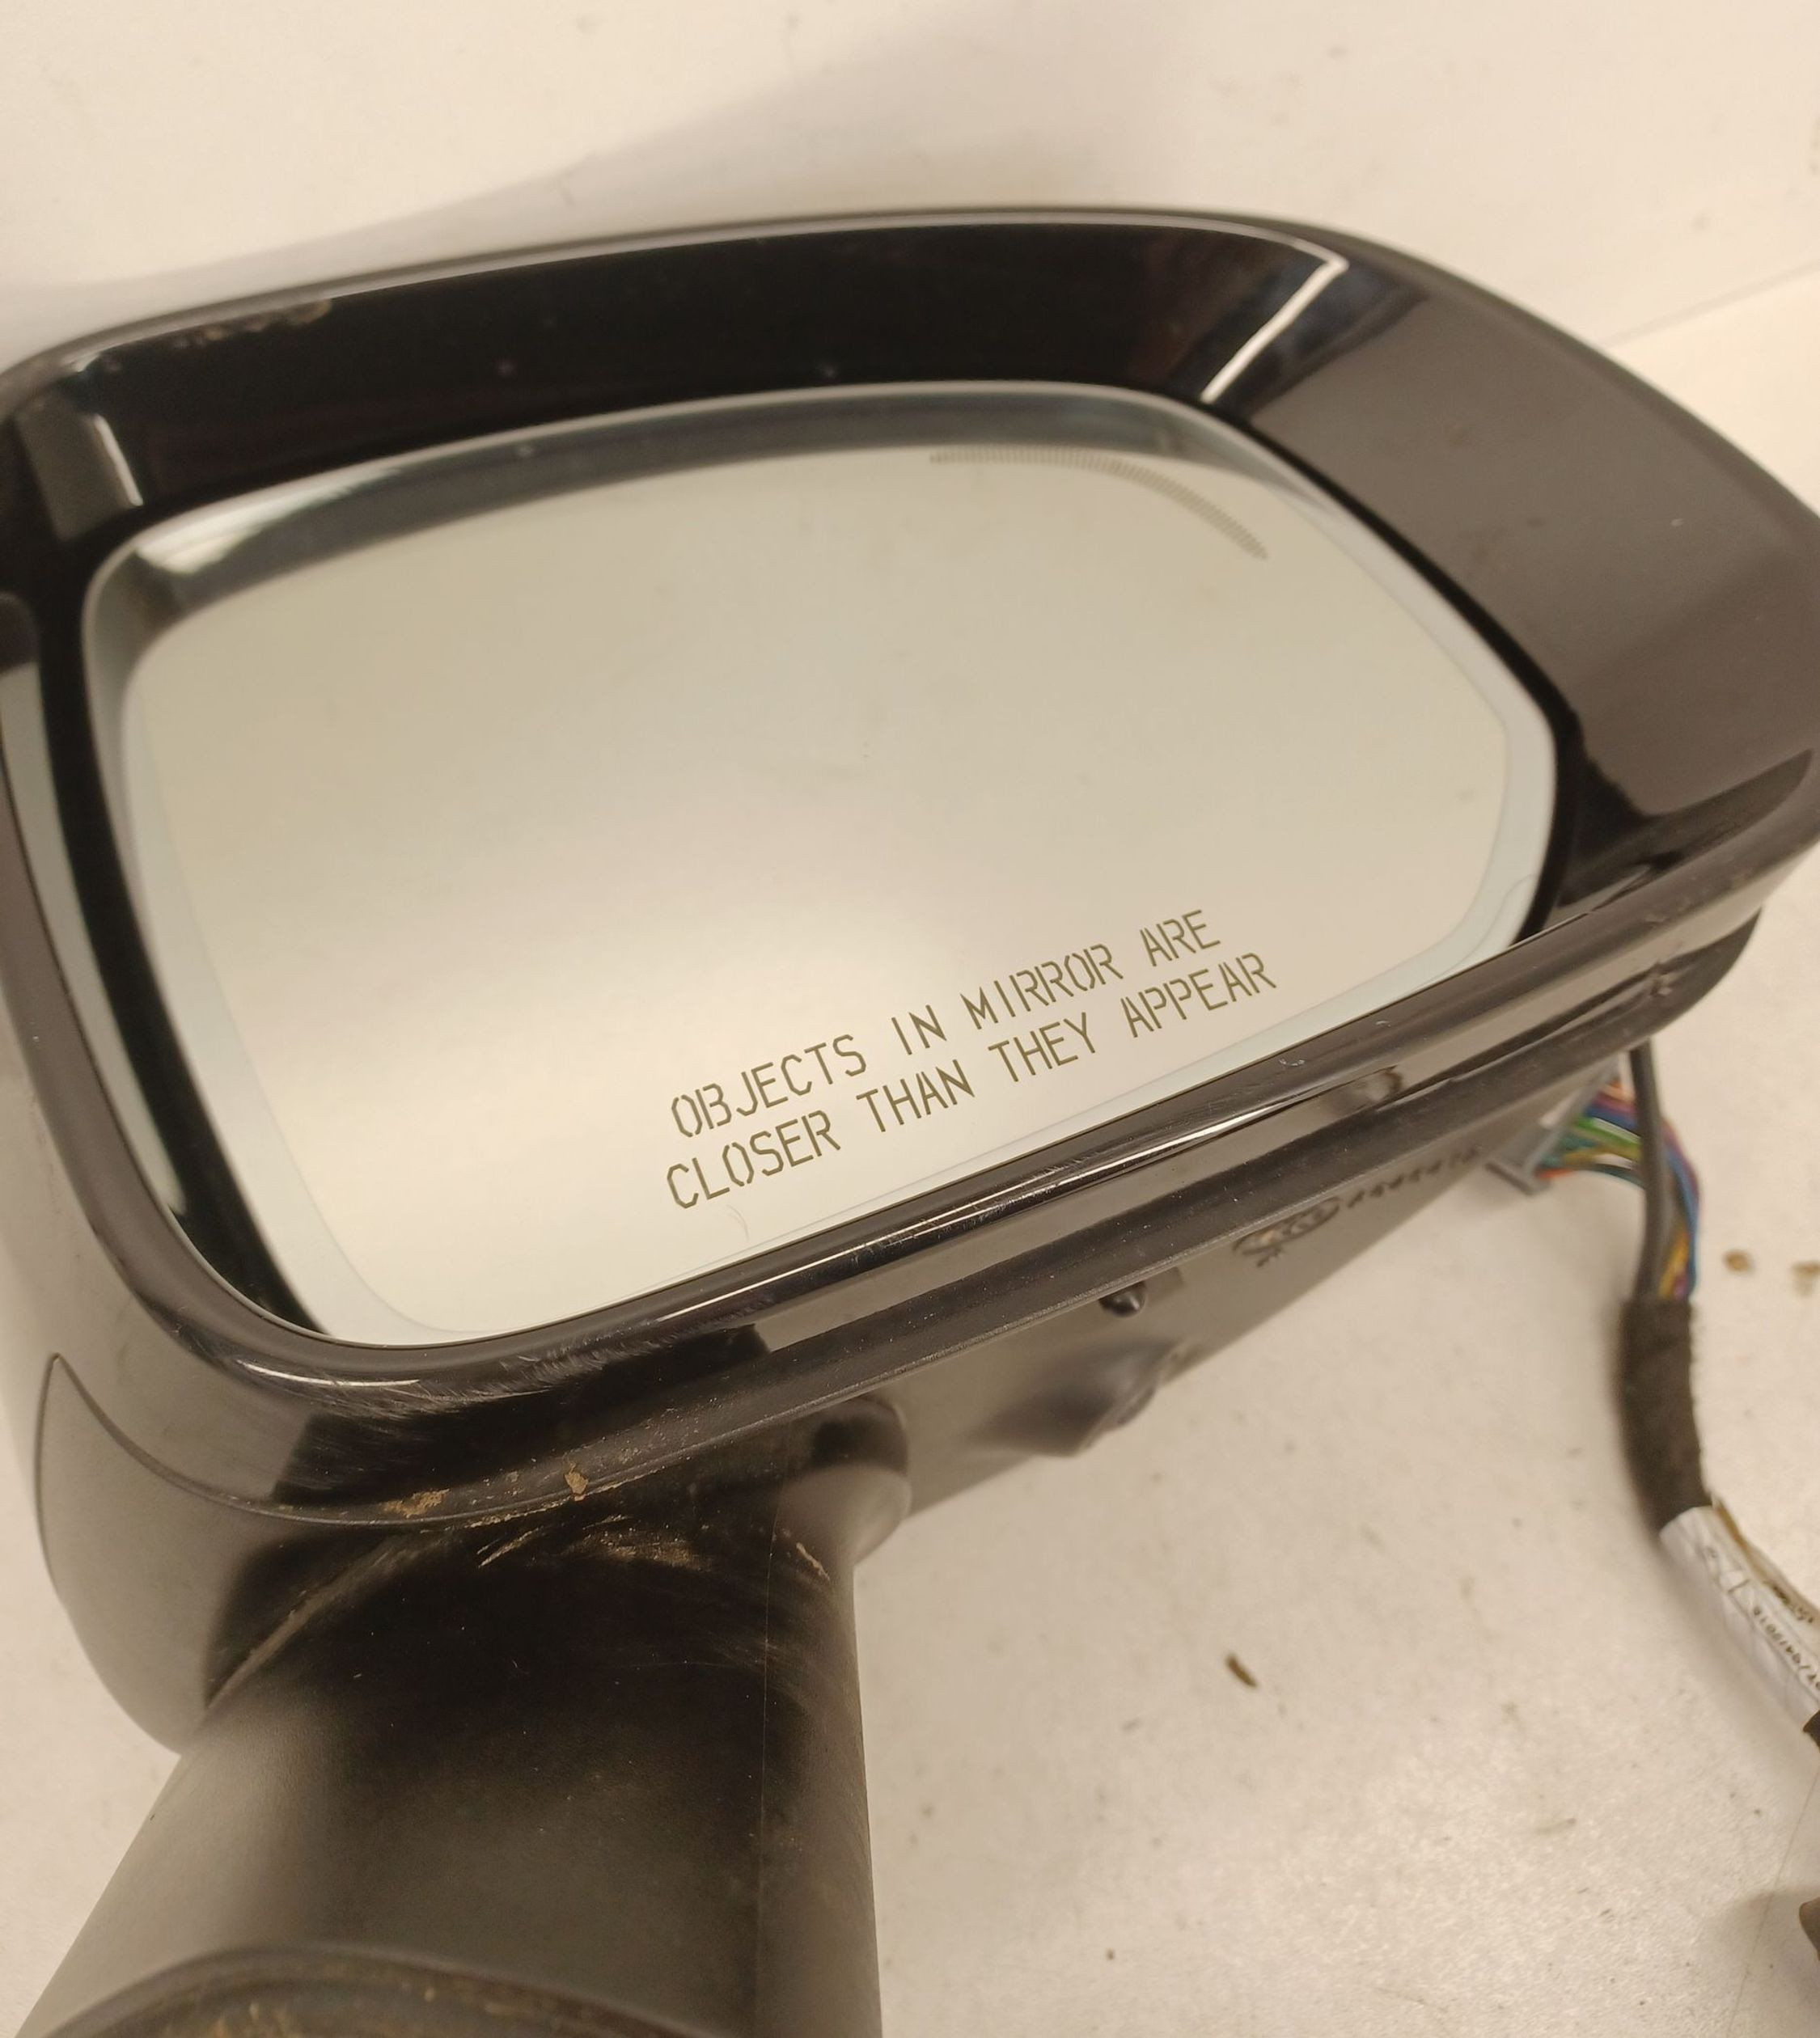 OBJECTS IN MIRROR ARE
CLOSER THAN THEY APPEAR